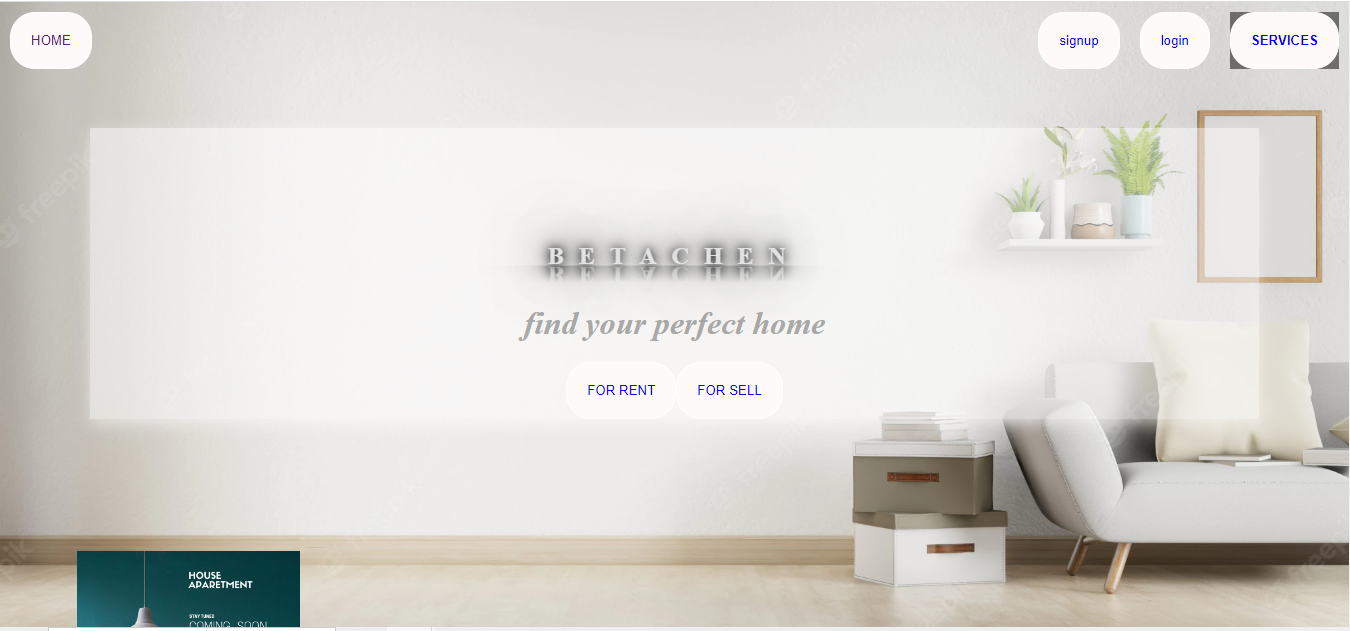 HOME
signup
login
SERVICES
BETACHEN
find your perfect home
FOR RENT
FOR SELL
HOUSE
APARETMENT
STAY TUNED
COMING SOON
freepik